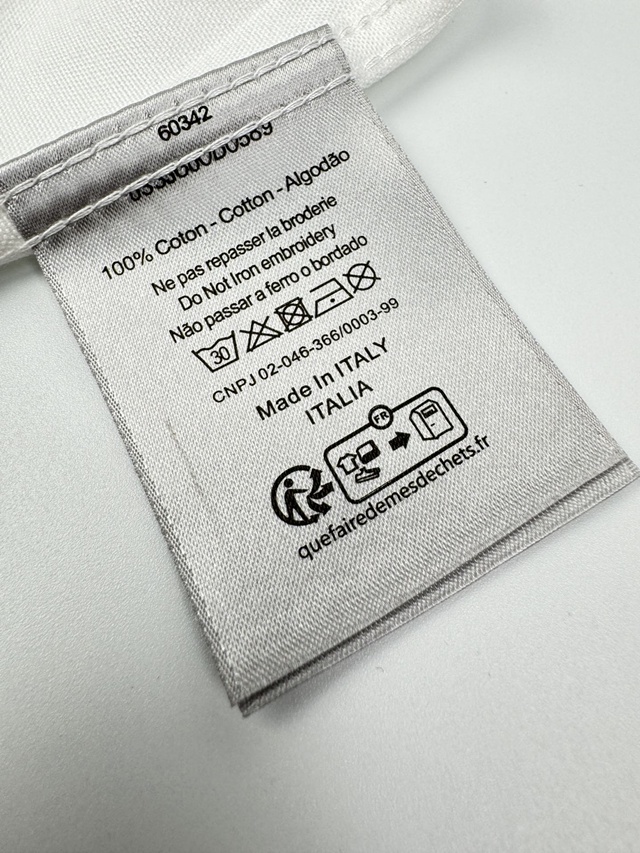 60342
100% Coton - Cotton - Algodão
Ne pas repasser la broderie
Do Not Iron embroidery
Não passar a ferro o bordado
30
CNPJ 02-046-366/0003-99
Made In ITALY
ITALIA
FR
quefairedemesdechets.fr